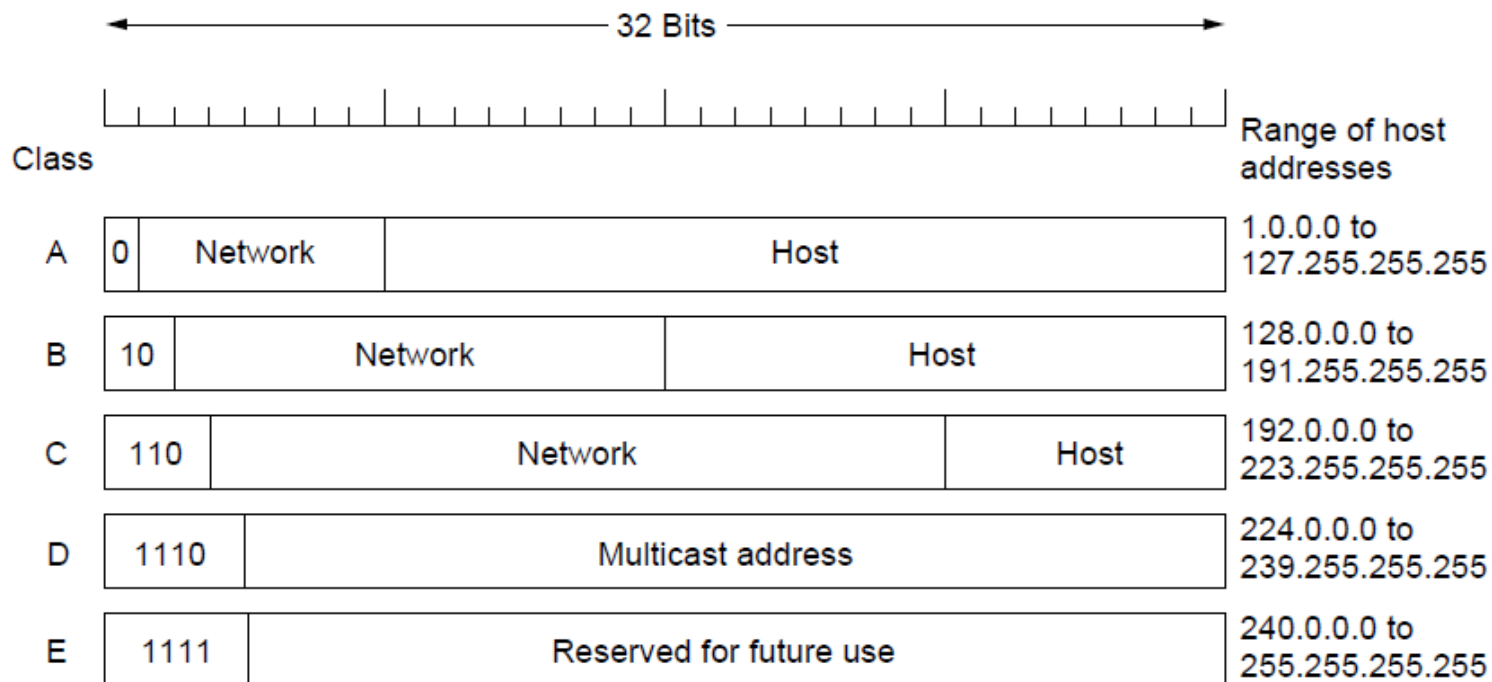 32 Bits
Range of host
addresses
Class
A 0 Network Host 1.0.0.0 to
127.255.255.255
B 10 Network Host 128.0.0.0 to
191.255.255.255
C 110 Network Host 192.0.0.0 to
223.255.255.255
D 1110 Multicast address 224.0.0.0 to
239.255.255.255
E 1111 Reserved for future use 240.0.0.0 to
255.255.255.255